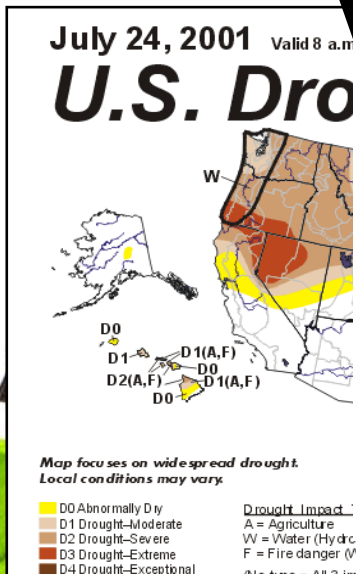 July 24, 2001 Valid 8 a.m
U.S. Dro
W
D0
D1
D1(A,F)
D0
D2(A,F)
D1(A,F)
D0
Map focuses on widespread drought.
Local conditions may vary.
D0 Abnormally Dry
D1 Drought–Moderate
D2 Drought–Severe
D3 Drought–Extreme
D4 Drought–Exceptional
Drought Impact
A = Agriculture
W = Water (Hydro
F = Fire danger (W